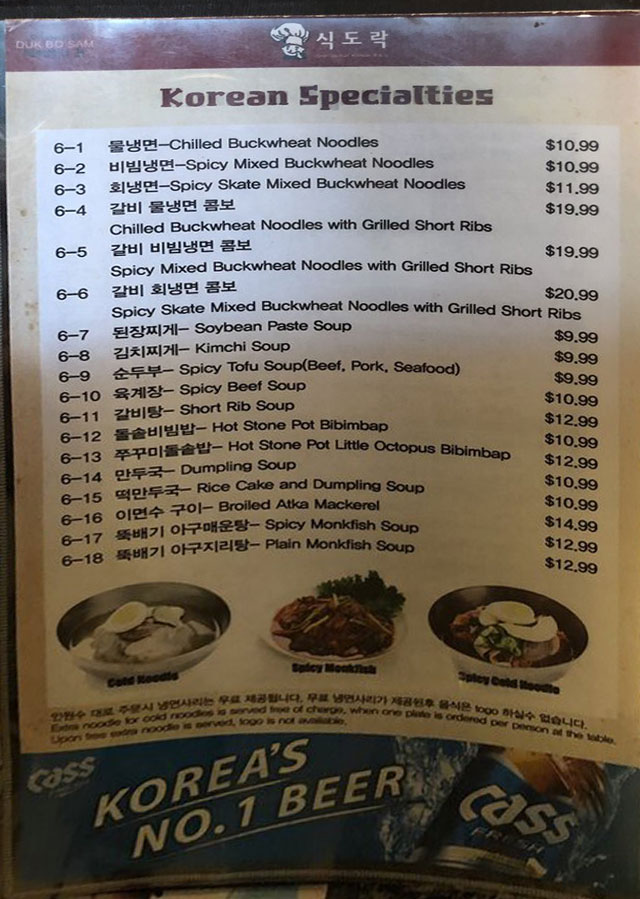 DUK BO SAM
식도락
Korean Specialties
6-1 물냉면-Chilled Buckwheat Noodles $10.99
6-2 비빔냉면-Spicy Mixed Buckwheat Noodles $10.99
6-3 회냉면-Spicy Skate Mixed Buckwheat Noodles $11.99
6-4 갈비 물냉면 콤보 $19.99
Chilled Buckwheat Noodles with Grilled Short Ribs
6-5 갈비 비빔냉면 콤보 $19.99
Spicy Mixed Buckwheat Noodles with Grilled Short Ribs
6-6 갈비 회냉면 콤보 $20.99
Spicy Skate Mixed Buckwheat Noodles with Grilled Short Ribs
6-7 된장찌게- Soybean Paste Soup $9.99
6-8 김치찌게- Kimchi Soup $9.99
6-9 순두부- Spicy Tofu Soup(Beef, Pork, Seafood) $9.99
6-10 육계장- Spicy Beef Soup $10.99
6-11 갈비탕- Short Rib Soup $12.99
6-12 돌솥비빔밥- Hot Stone Pot Bibimbap $10.99
6-13 쭈꾸미돌솥밥- Hot Stone Pot Little Octopus Bibimbap $12.99
6-14 만두국- Dumpling Soup $10.99
6-15 떡만두국- Rice Cake and Dumpling Soup $10.99
6-16 이면수 구이- Broiled Atka Mackerel $14.99
6-17 뚝배기 아구매운탕- Spicy Monkfish Soup $12.99
6-18 뚝배기 아구지리탕- Plain Monkfish Soup $12.99
Cold Noodle
Spicy Monkfish
Spicy Cold Noodle
인원수 대로 주문시 냉면사리는 무료 제공됩니다. 무료 냉면사리가 제공된후 음식은 togo 하실수 없습니다.
Extra noodle for cold noodles is served free of charge, when one plate is ordered per person at the table.
Upon free extra noodle is served, togo is not available.
Cass
KOREA'S
NO.1 BEER
Cass
FRESH